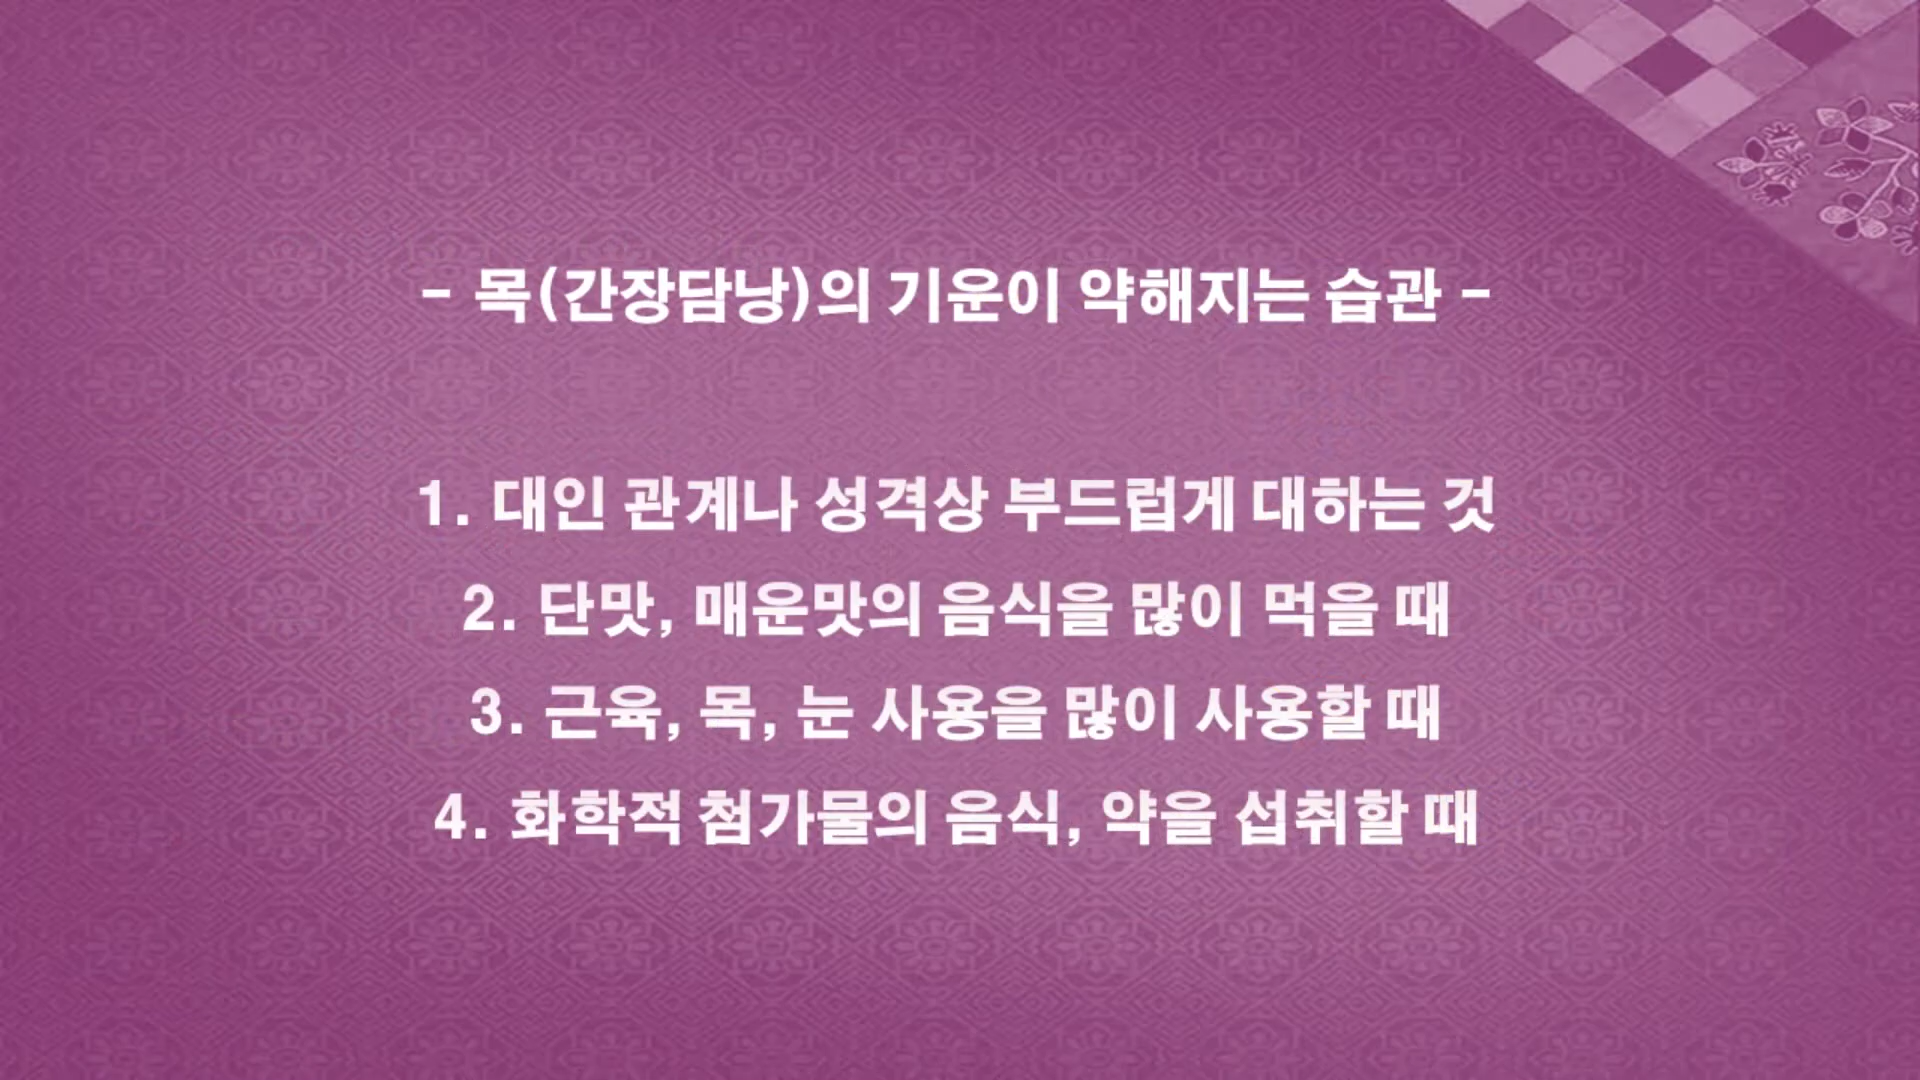 - 목(간장담낭)의 기운이 약해지는 습관 -
1. 대인 관계나 성격상 부드럽게 대하는 것
2. 단맛, 매운맛의 음식을 많이 먹을 때
3. 근육, 목, 눈 사용을 많이 사용할 때
4. 화학적 첨가물의 음식, 약을 섭취할 때